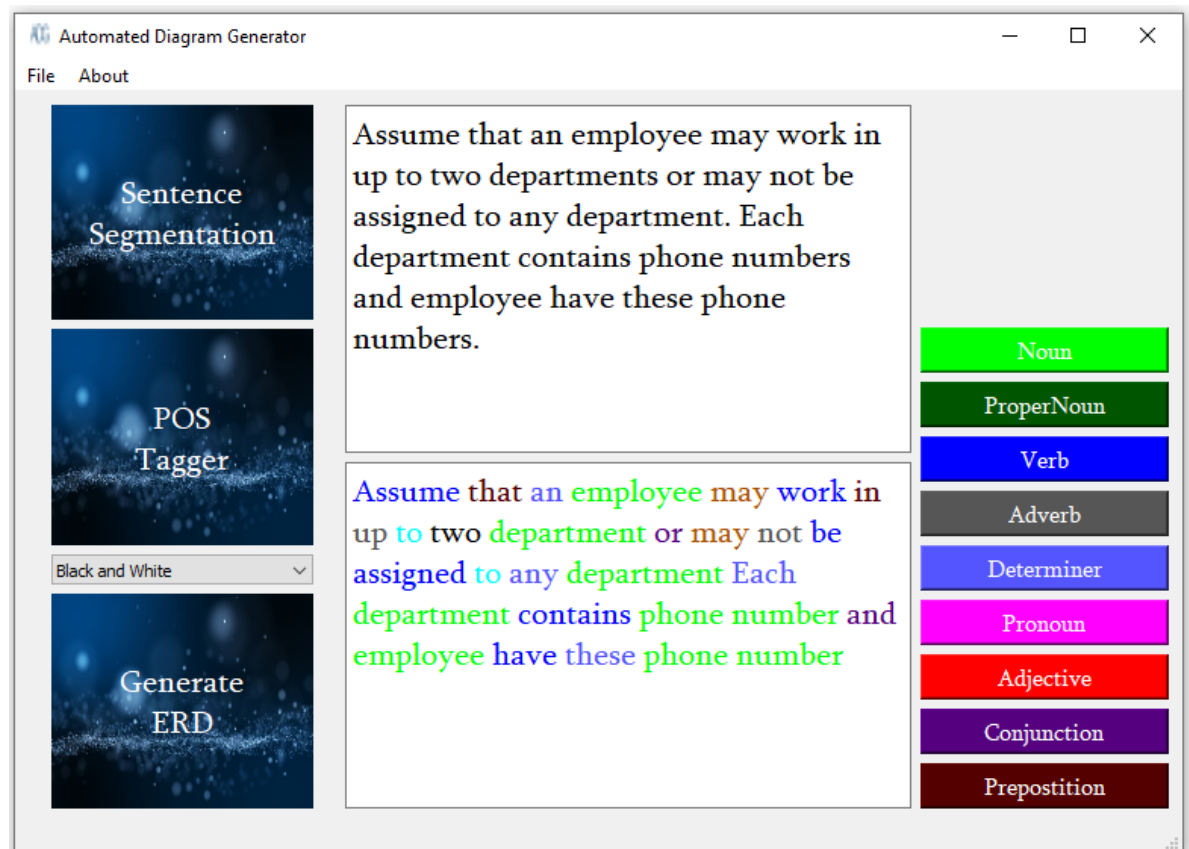 Automated Diagram Generator
File About
Sentence
Segmentation
POS
Tagger
Black and White
Generate
ERD
Assume that an employee may work in
up to two departments or may not be
assigned to any department. Each
department contains phone numbers
and employee have these phone
numbers.
Assume that an employee may work in
up to two department or may not be
assigned to any department Each
department contains phone number and
employee have these phone number
Noun
ProperNoun
Verb
Adverb
Determiner
Pronoun
Adjective
Conjunction
Prepostition